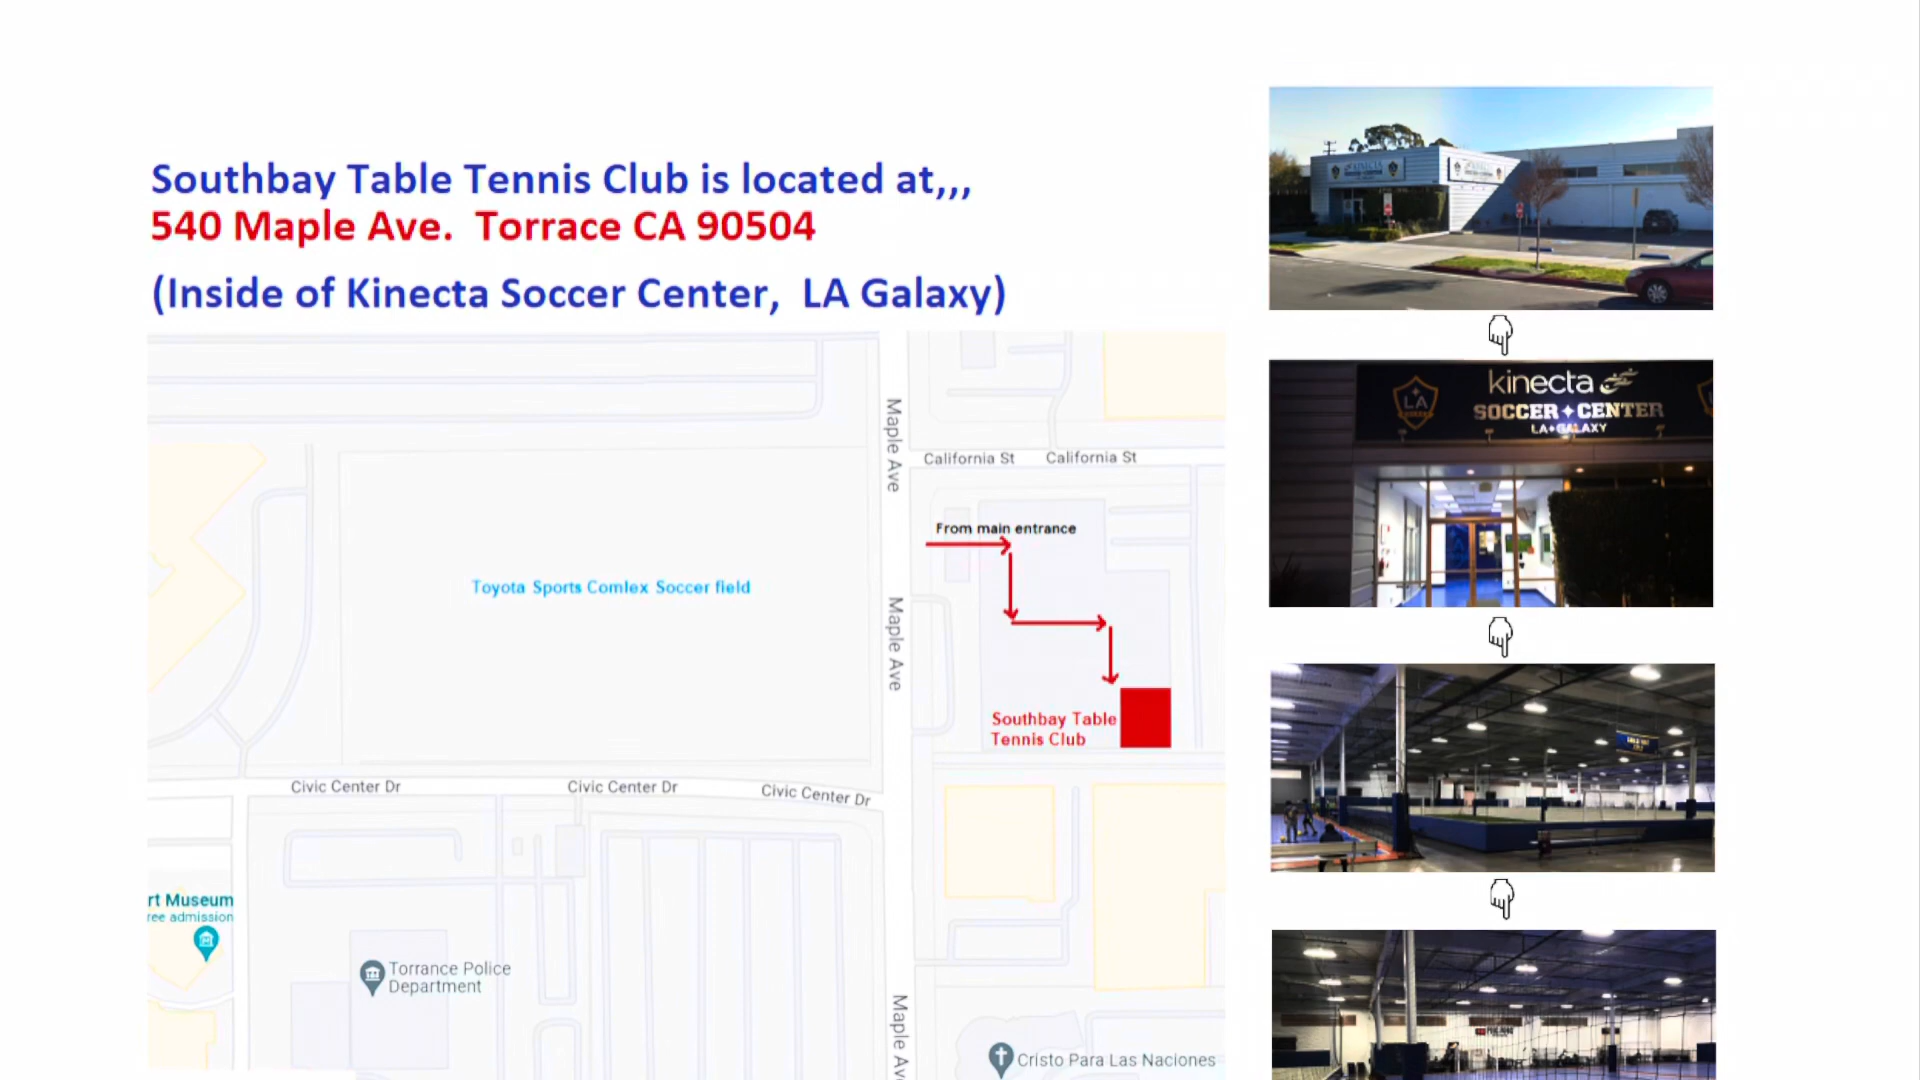 Southbay Table Tennis Club is located at,,,
540 Maple Ave.  Torrace CA 90504
(Inside of Kinecta Soccer Center,  LA Galaxy)
Maple Ave
California St
California St
From main entrance
Toyota Sports Comlex Soccer field
Maple Ave
Southbay Table
Tennis Club
Civic Center Dr
Civic Center Dr
Civic Center Dr
rt Museum
ree admission
Torrance Police
Department
Maple Av
Cristo Para Las Naciones
LA
kinecta
SOCCER CENTER
LA GALAXY